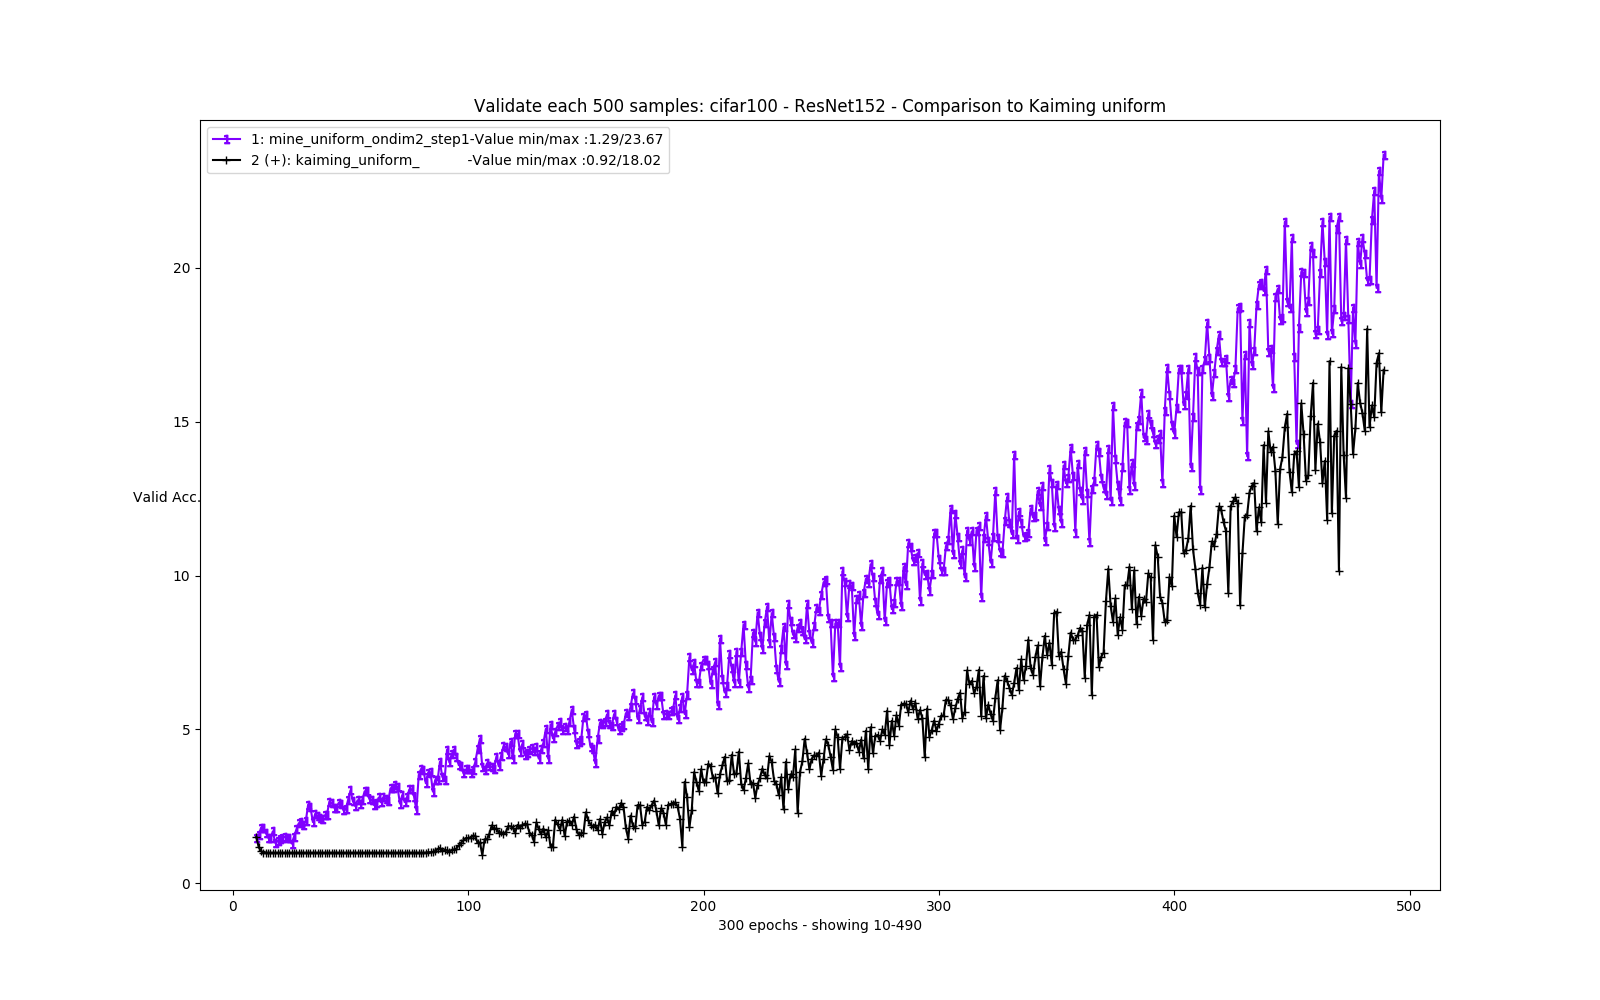 Validate each 500 samples: cifar100 - ResNet152 - Comparison to Kaiming uniform
1: mine_uniform_ondim2_step1-Value min/max :1.29/23.67
2 (+): kaiming_uniform_ -Value min/max :0.92/18.02
20
15
Valid Acc.
10
5
0
0 100 200 300 400 500
300 epochs - showing 10-490